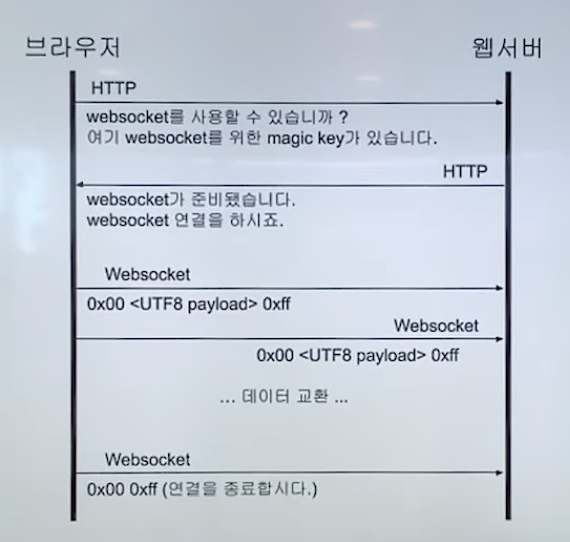 브라우저
웹서버
HTTP
websocket를 사용할 수 있습니까 ?
여기 websocket를 위한 magic key가 있습니다.
HTTP
websocket가 준비됐습니다.
websocket 연결을 하시죠.
Websocket
0x00 <UTF8 payload> 0xff
Websocket
0x00 <UTF8 payload> 0xff
... 데이터 교환 ...
Websocket
0x00 0xff (연결을 종료합시다.)